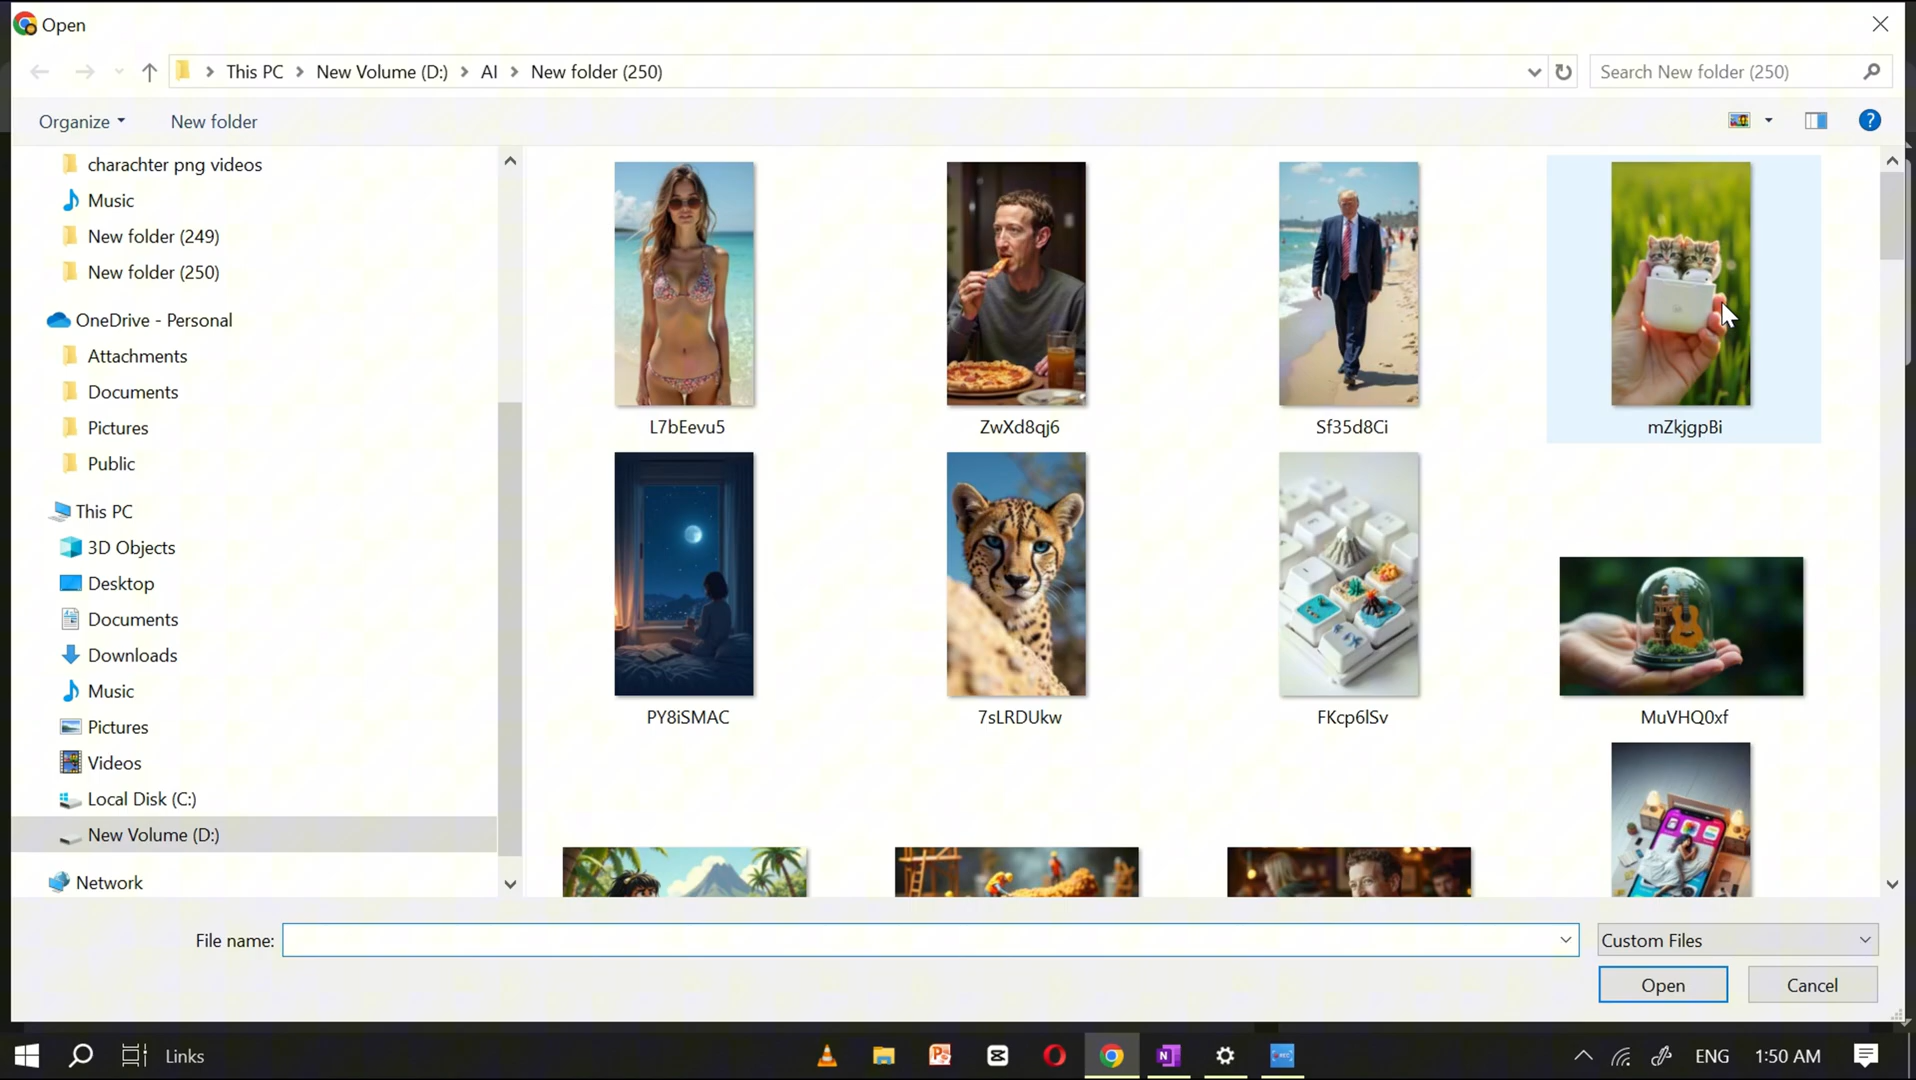 Open
This PC
New Volume (D:)
AI
New folder (250)
Search New folder (250)
Organize
New folder
?
charachter png videos
Music
New folder (249)
New folder (250)
OneDrive - Personal
Attachments
Documents
Pictures
Public
This PC
3D Objects
Desktop
Documents
Downloads
Music
Pictures
Videos
Local Disk (C:)
New Volume (D:)
Network
L7bEevu5
ZwXd8qj6
Sf35d8Ci
mZkjgpBi
PY8iSMAC
7sLRDUkw
FKcp6lSv
MuVHQ0xf
File name:
Custom Files
Open
Cancel
Links
ENG
1:50 AM